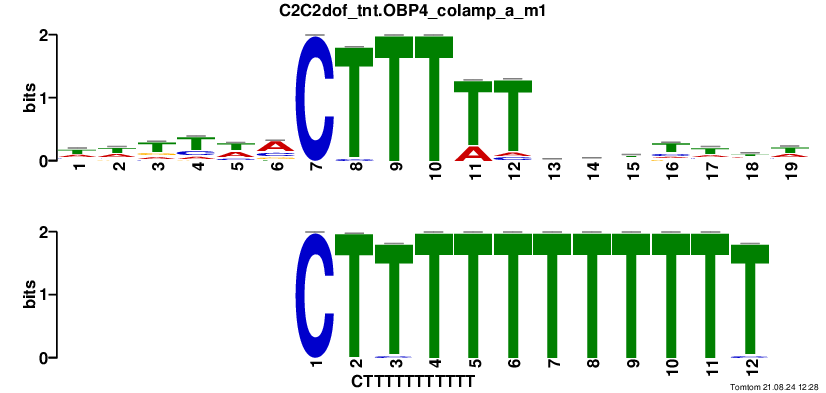 C2C2dof_tnt.OBP4_colamp_a_m1
2
1
0
bits
CTTTTT
1 2 3 4 5 6 7 8 9 10 11 12 13 14 15 16 17 18 19
2
1
0
bits
CTTTTTTTTTTT
1 2 3 4 5 6 7 8 9 10 11 12
CTTTTTTTTTTT
Tomtom 21.08.24 12:28